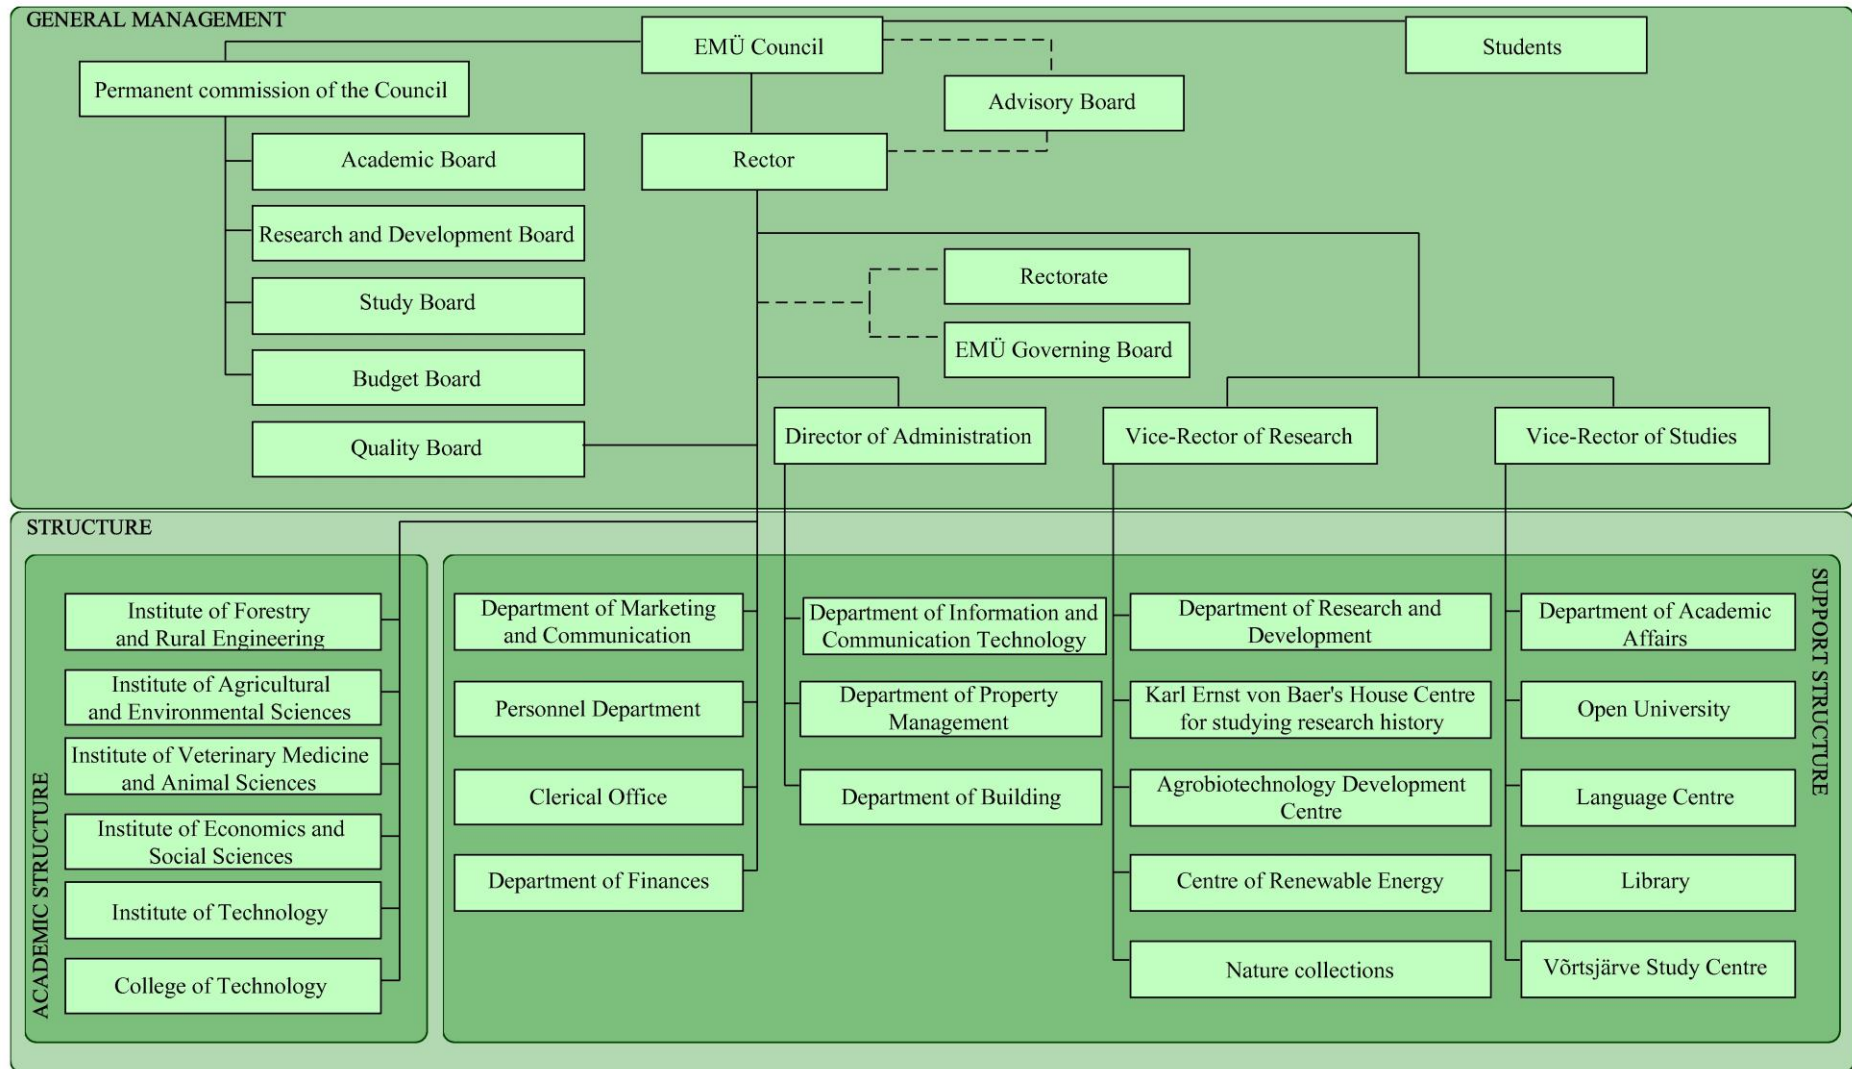 GENERAL MANAGEMENT
EMÜ Council
Students
Permanent commission of the Council
Advisory Board
Academic Board
Rector
Research and Development Board
Rectorate
Study Board
EMÜ Governing Board
Budget Board
Quality Board
Director of Administration
Vice-Rector of Research
Vice-Rector of Studies
STRUCTURE
ACADEMIC STRUCTURE
Institute of Forestry
and Rural Engineering
Institute of Agricultural
and Environmental Sciences
Institute of Veterinary Medicine
and Animal Sciences
Institute of Economics and
Social Sciences
Institute of Technology
College of Technology
SUPPORT STRUCTURE
Department of Marketing
and Communication
Personnel Department
Clerical Office
Department of Finances
Department of Information and
Communication Technology
Department of Property
Management
Department of Building
Department of Research and
Development
Karl Ernst von Baer's House Centre
for studying research history
Agrobiotechnology Development
Centre
Centre of Renewable Energy
Nature collections
Department of Academic
Affairs
Open University
Language Centre
Library
Võrtsjärve Study Centre